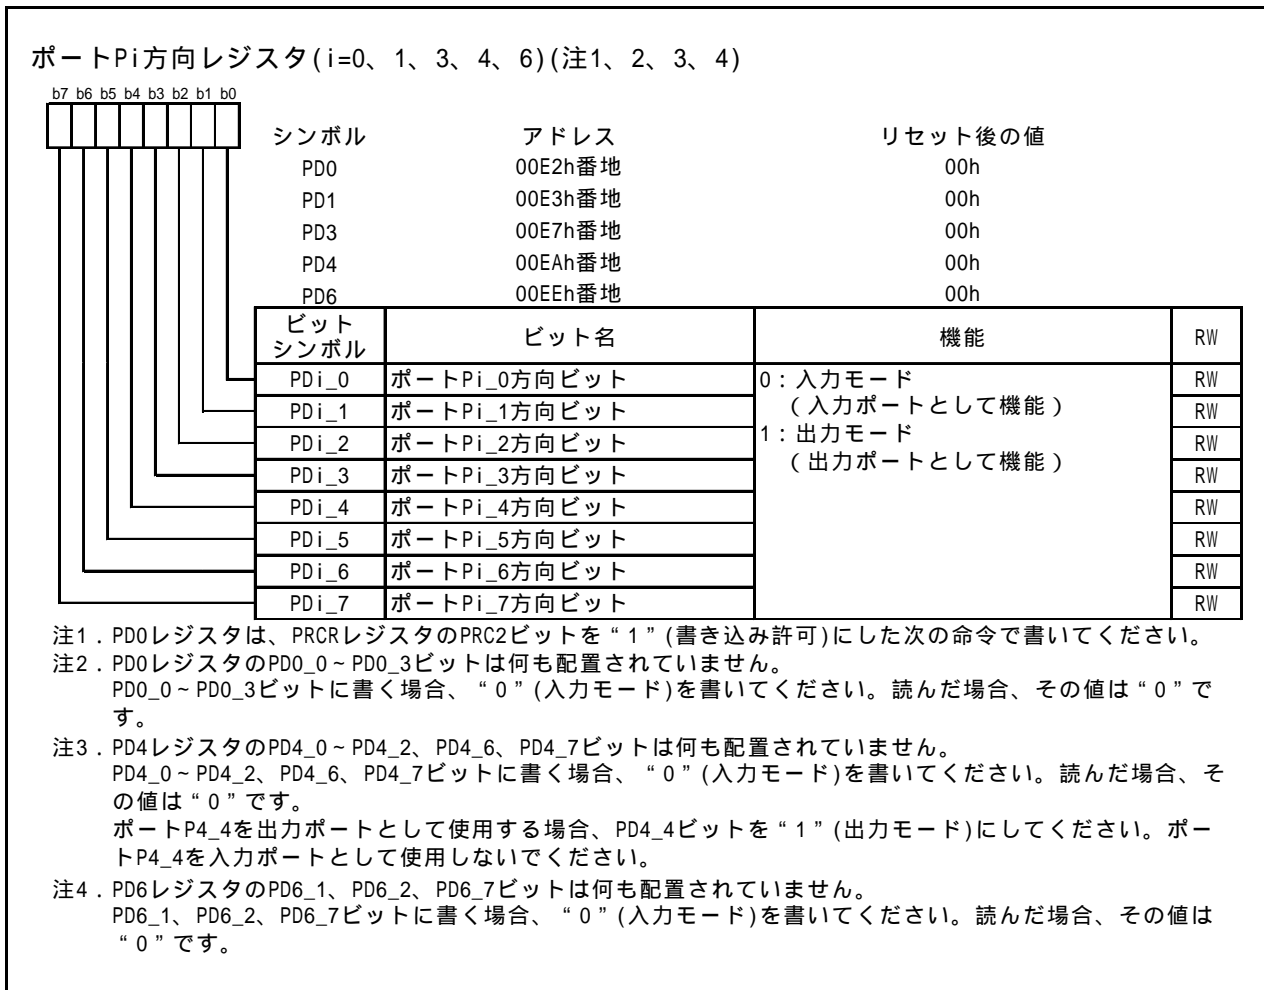 ポートPi方向レジスタ(i=0、1、3、4、6)(注1、2、3、4)
b7 b6 b5 b4 b3 b2 b1 b0
シンボル アドレス リセット後の値
PD0 00E2h番地 00h
PD1 00E3h番地 00h
PD3 00E7h番地 00h
PD4 00EAh番地 00h
PD6 00EEh番地 00h
ビット
シンボル ビット名 機能 RW
PDi_0 ポートPi_0方向ビット 0：入力モード RW
PDi_1 ポートPi_1方向ビット （入力ポートとして機能） RW
PDi_2 ポートPi_2方向ビット 1：出力モード RW
PDi_3 ポートPi_3方向ビット （出力ポートとして機能） RW
PDi_4 ポートPi_4方向ビット RW
PDi_5 ポートPi_5方向ビット RW
PDi_6 ポートPi_6方向ビット RW
PDi_7 ポートPi_7方向ビット RW
注1．PD0レジスタは、PRCRレジスタのPRC2ビットを“1”(書き込み許可)にした次の命令で書いてください。
注2．PD0レジスタのPD0_0~PD0_3ビットは何も配置されていません。
PD0_0~PD0_3ビットに書く場合、“0”(入力モード)を書いてください。読んだ場合、その値は“0”で
す。
注3．PD4レジスタのPD4_0~PD4_2、PD4_6、PD4_7ビットは何も配置されていません。
PD4_0~PD4_2、PD4_6、PD4_7ビットに書く場合、“0”(入力モード)を書いてください。読んだ場合、そ
の値は“0”です。
ポートP4_4を出力ポートとして使用する場合、PD4_4ビットを“1”(出力モード)にしてください。ポー
トP4_4を入力ポートとして使用しないでください。
注4．PD6レジスタのPD6_1、PD6_2、PD6_7ビットは何も配置されていません。
PD6_1、PD6_2、PD6_7ビットに書く場合、“0”(入力モード)を書いてください。読んだ場合、その値は
“0”です。